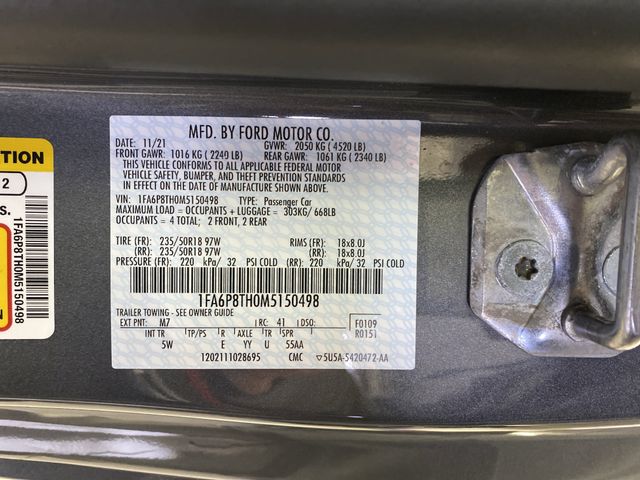 MFD. BY FORD MOTOR CO.
DATE: 11/21 GVWR: 2050 KG ( 4520 LB)
FRONT GAWR: 1016 KG ( 2240 LB) REAR GAWR: 1061 KG ( 2340 LB)
THIS VEHICLE CONFORMS TO ALL APPLICABLE FEDERAL MOTOR
VEHICLE SAFETY, BUMPER, AND THEFT PREVENTION STANDARDS
IN EFFECT ON THE DATE OF MANUFACTURE SHOWN ABOVE.
VIN: 1FA6P8TH0M5150498 TYPE: Passenger Car
MAXIMUM LOAD = OCCUPANTS + LUGGAGE = 303KG/ 668LB
OCCUPANTS = 4 TOTAL; 2 FRONT, 2 REAR
TIRE (FR): 235/50R18 97W RIMS (FR): 18x8.0J
(RR): 235/50R18 97W (RR): 18x8.0J
PRESSURE (FR): 220 kPa/ 32 PSI COLD (RR): 220 kPa/ 32 PSI COLD
1FA6P8TH0M5150498
TRAILER TOWING - SEE OWNER GUIDE
EXT PNT: M7 RC: 41 DSO: F0109
R0151
INT TR TP/PS R AXLE TR SPR
5W E YY U 55AA
1202111028695 CMC 5U5A-S420472-AA
TION
2
S.
1FA6P8TH0M5150498